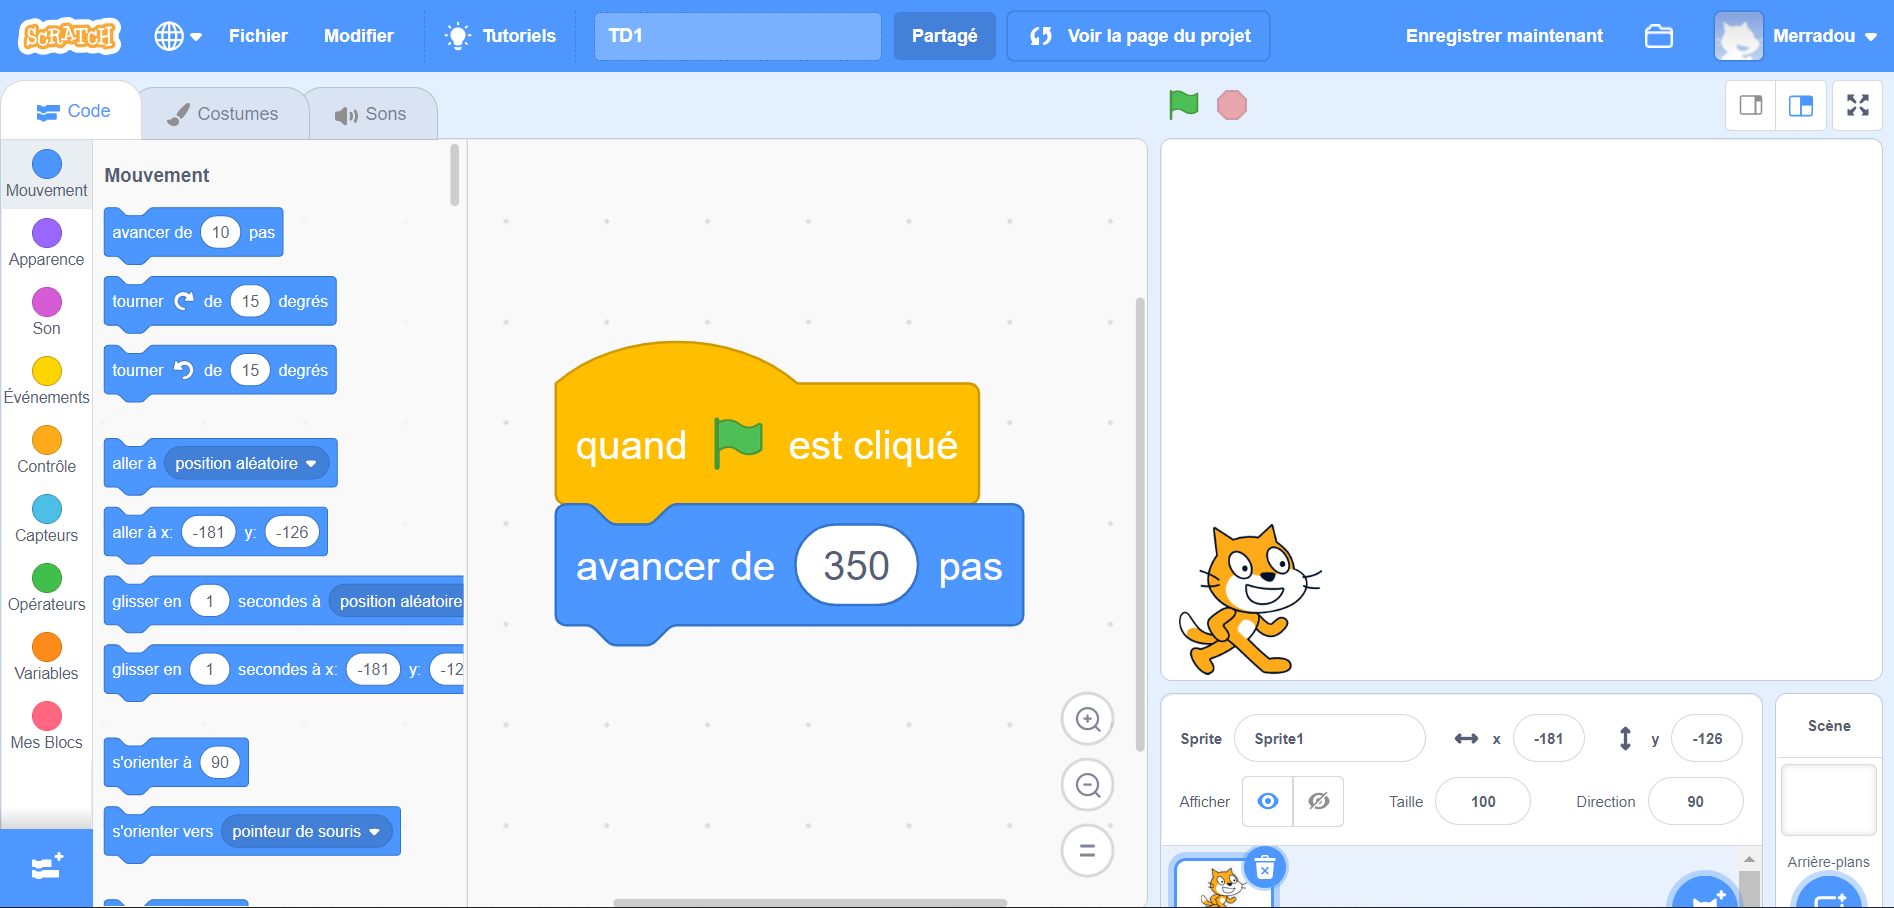 SCRATCH Fichier Modifier Tutoriels TD1 Partagé Voir la page du projet Enregistrer maintenant Merradou
Code Costumes Sons
Mouvement
Apparence
Son
Événements
Contrôle
Capteurs
Opérateurs
Variables
Mes Blocs
Mouvement
avancer de 10 pas
tourner de 15 degrés
tourner de 15 degrés
aller à position aléatoire
aller à x: -181 y: -126
glisser en 1 secondes à position aléatoire
glisser en 1 secondes à x: -181 y: -12
s'orienter à 90
s'orienter vers pointeur de souris
quand est cliqué
avancer de 350 pas
Sprite Sprite1 x -181 y -126
Afficher Taille 100 Direction 90
Scène
Arrière-plans